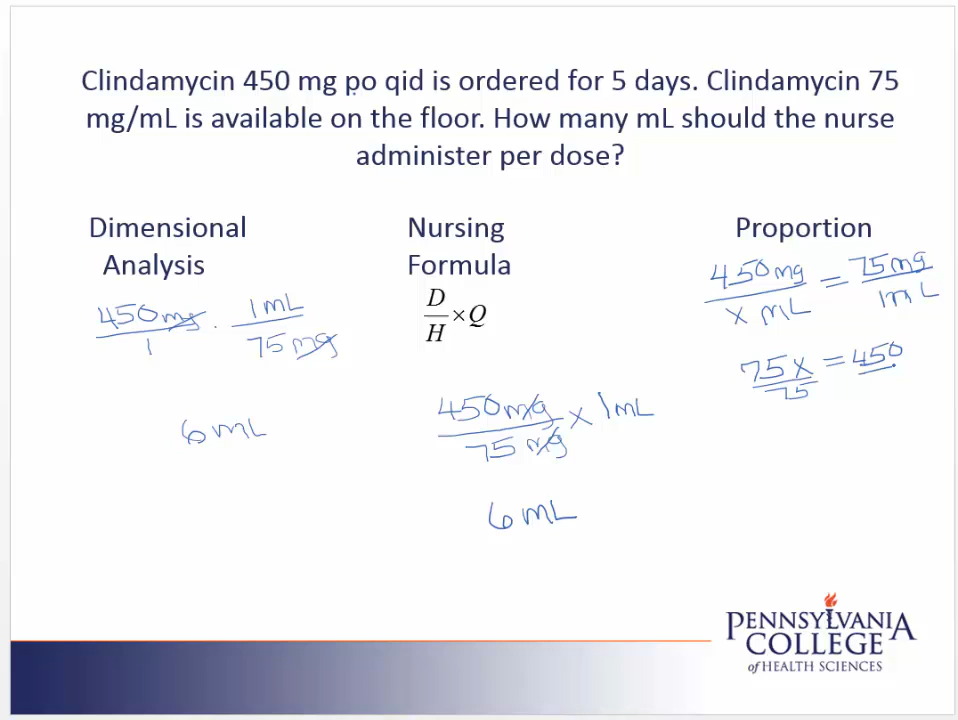 Clindamycin 450 mg po qid is ordered for 5 days. Clindamycin 75
mg/mL is available on the floor. How many mL should the nurse
administer per dose?
Dimensional
Analysis
450mg/1 · 1mL/75mg
6mL
Nursing
Formula
D/H × Q
450mg/75mg × 1mL
6mL
Proportion
450mg/x mL = 75mg/1mL
75x/75 = 450
PENNSYLVANIA
COLLEGE
of HEALTH SCIENCES